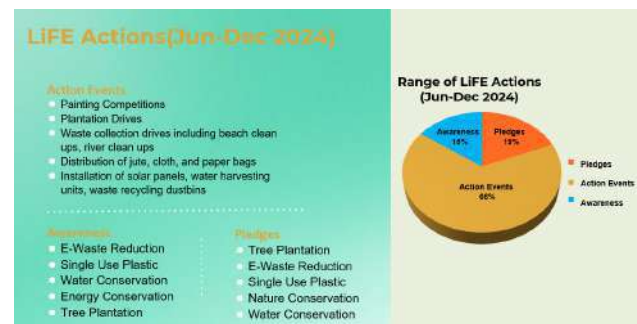 LiFE Actions(Jun-Dec 2024)
Action Events
Painting Competitions
Plantation Drives
Waste collection drives including beach clean
ups, river clean ups
Distribution of jute, cloth, and paper bags
Installation of solar panels, water harvesting
units, waste recycling dustbins
Awareness
E-Waste Reduction
Single Use Plastic
Water Conservation
Energy Conservation
Tree Plantation
Pledges
Tree Plantation
E-Waste Reduction
Single Use Plastic
Nature Conservation
Water Conservation
Range of LiFE Actions
(Jun-Dec 2024)
Awareness
Pledges
Action Events
Pledges
Action Events
Awareness